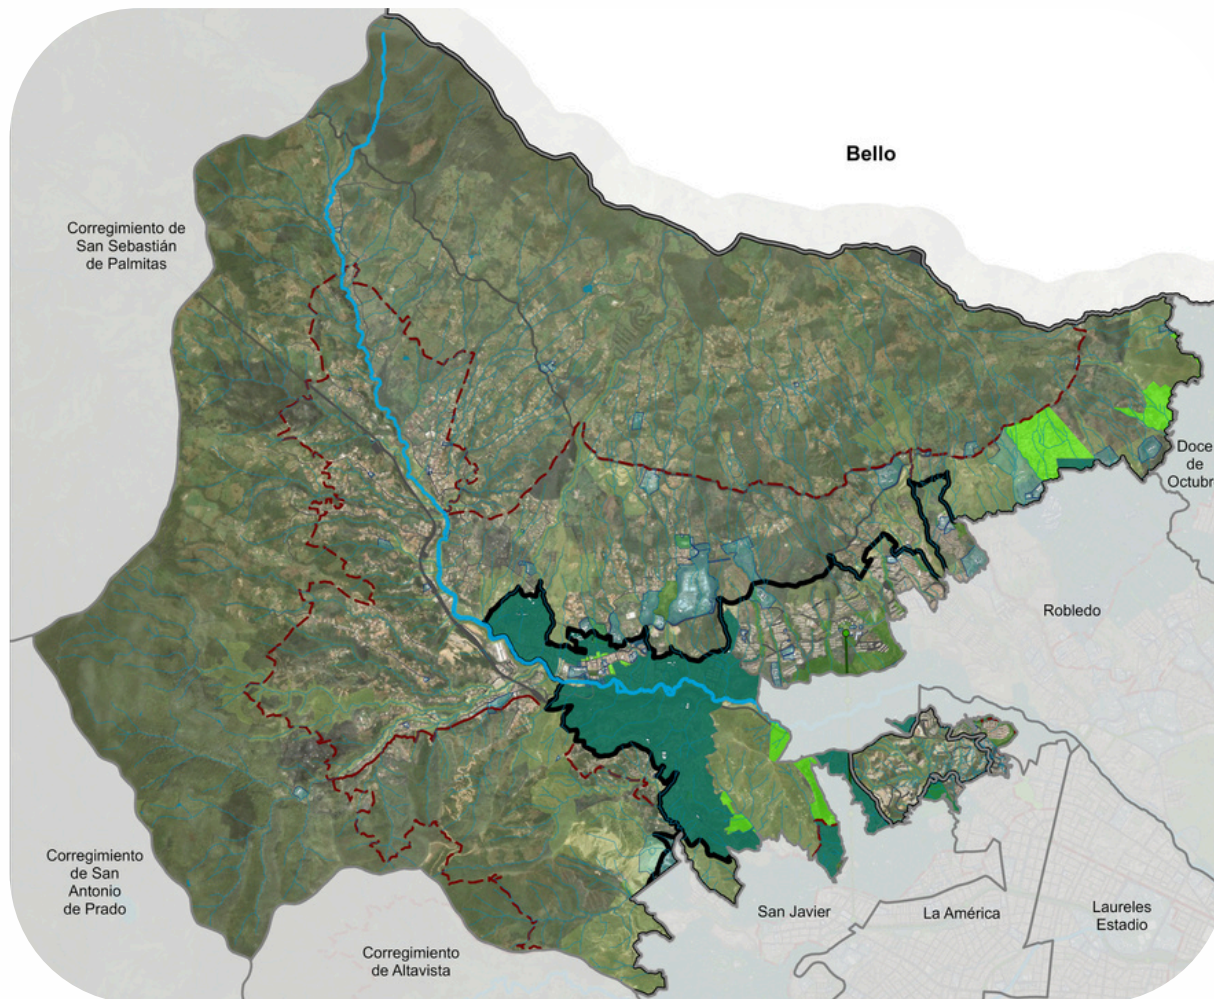 Bello
Corregimiento de
San Sebastián
de Palmitas
Doce
de
Octubr
Robledo
Corregimiento
de San
Antonio
de Prado
San Javier
La América
Laureles
Estadio
Corregimiento
de Altavista